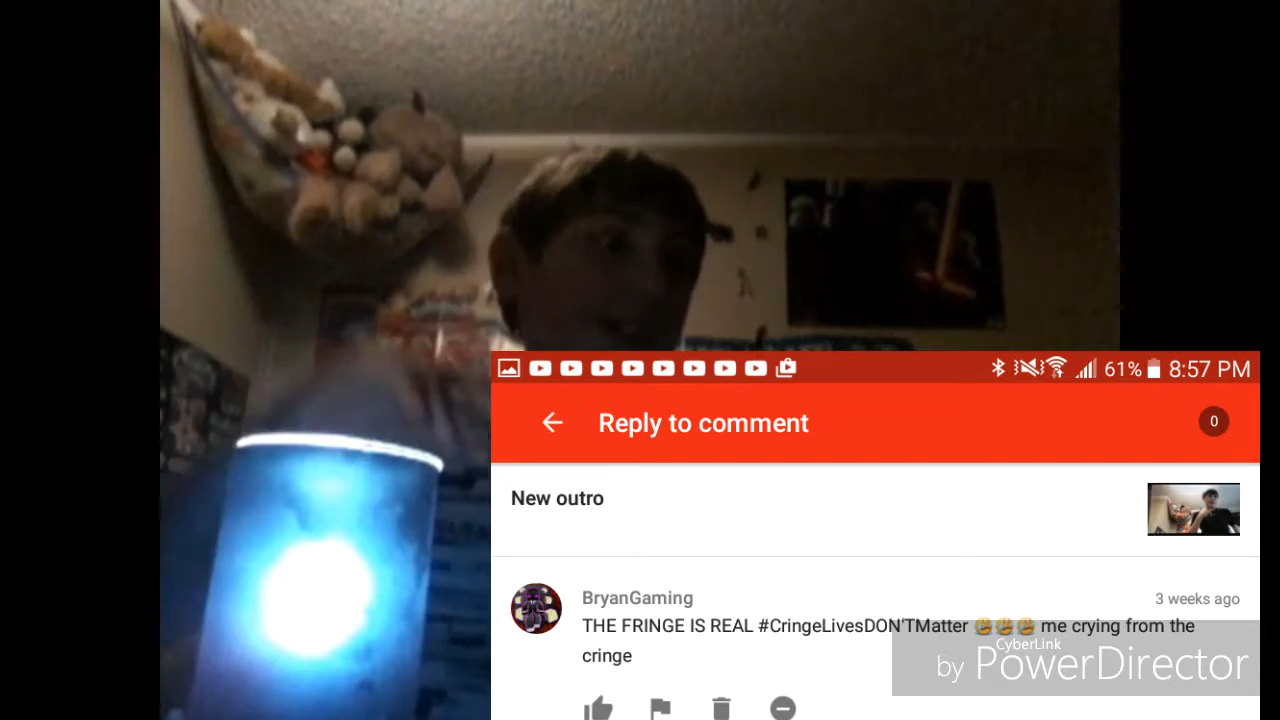 61% 8:57 PM
Reply to comment
0
New outro
BryanGaming
3 weeks ago
THE FRINGE IS REAL #CringeLivesDON'TMatter 🤣🤣🤣 me crying from the
cringe
CyberLink
by PowerDirector